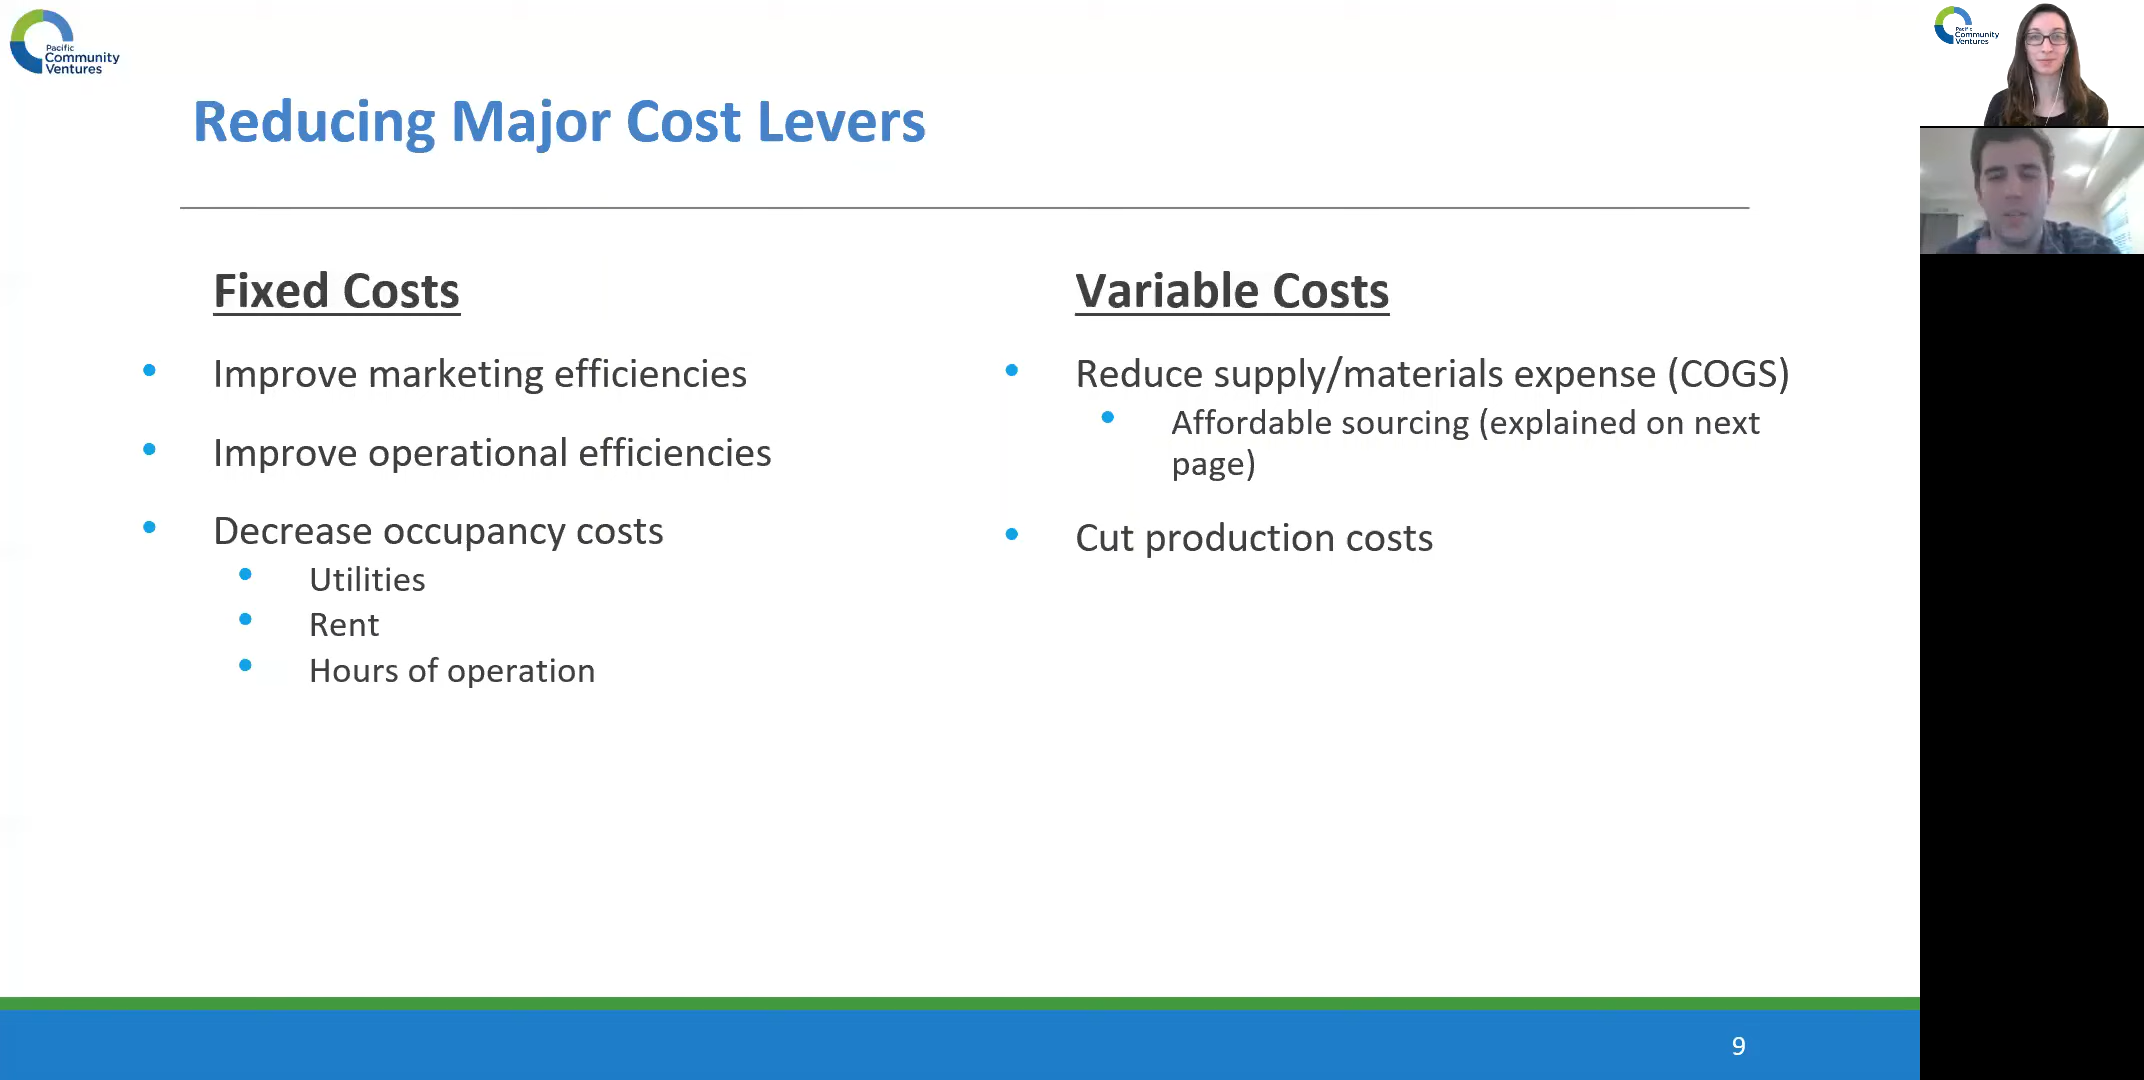 Pacific
Community
Ventures
Reducing Major Cost Levers
Fixed Costs
Improve marketing efficiencies
Improve operational efficiencies
Decrease occupancy costs
Utilities
Rent
Hours of operation
Variable Costs
Reduce supply/materials expense (COGS)
Affordable sourcing (explained on next
page)
Cut production costs
9
Pacific
Community
Ventures